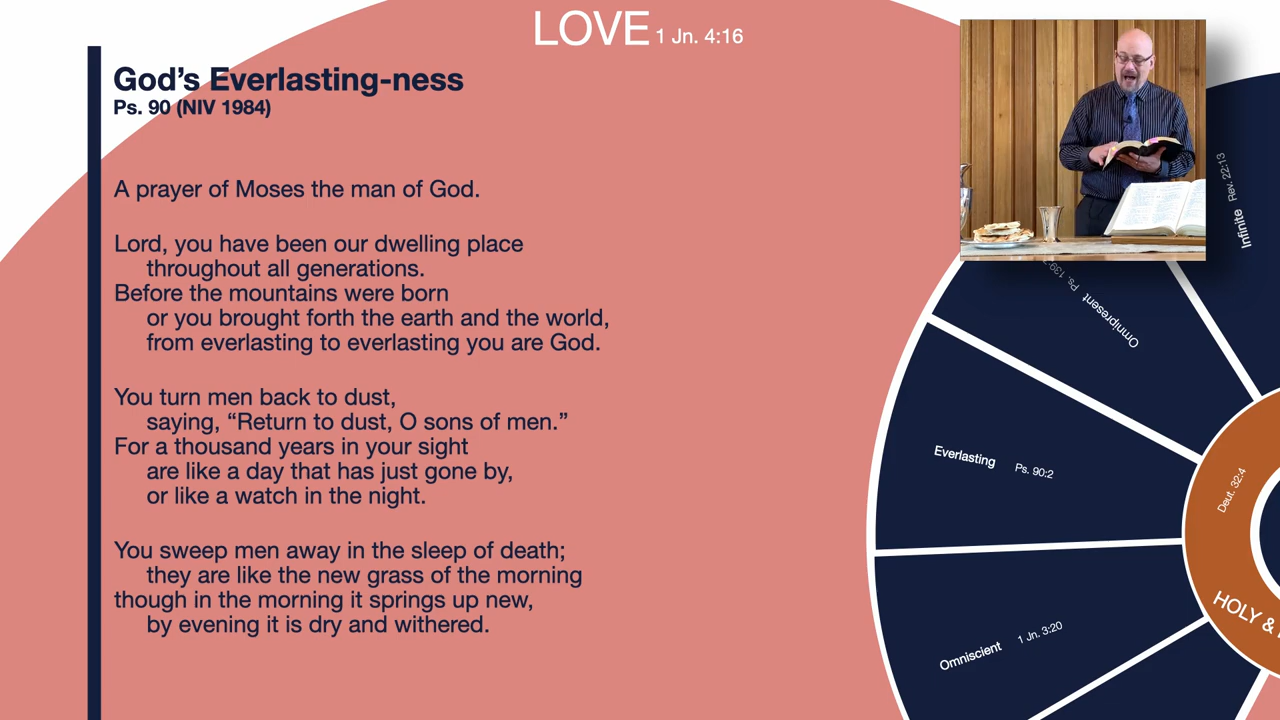 LOVE 1 Jn. 4:16
God’s Everlasting-ness
Ps. 90 (NIV 1984)
A prayer of Moses the man of God.
Lord, you have been our dwelling place
throughout all generations.
Before the mountains were born
or you brought forth the earth and the world,
from everlasting to everlasting you are God.
You turn men back to dust,
saying, “Return to dust, O sons of men.”
For a thousand years in your sight
are like a day that has just gone by,
or like a watch in the night.
You sweep men away in the sleep of death;
they are like the new grass of the morning
though in the morning it springs up new,
by evening it is dry and withered.
Infinite Rev. 22:13
Omnipresent Ps. 139:
Everlasting Ps. 90:2
Omniscient 1 Jn. 3:20
Deut. 32:4
HOLY &